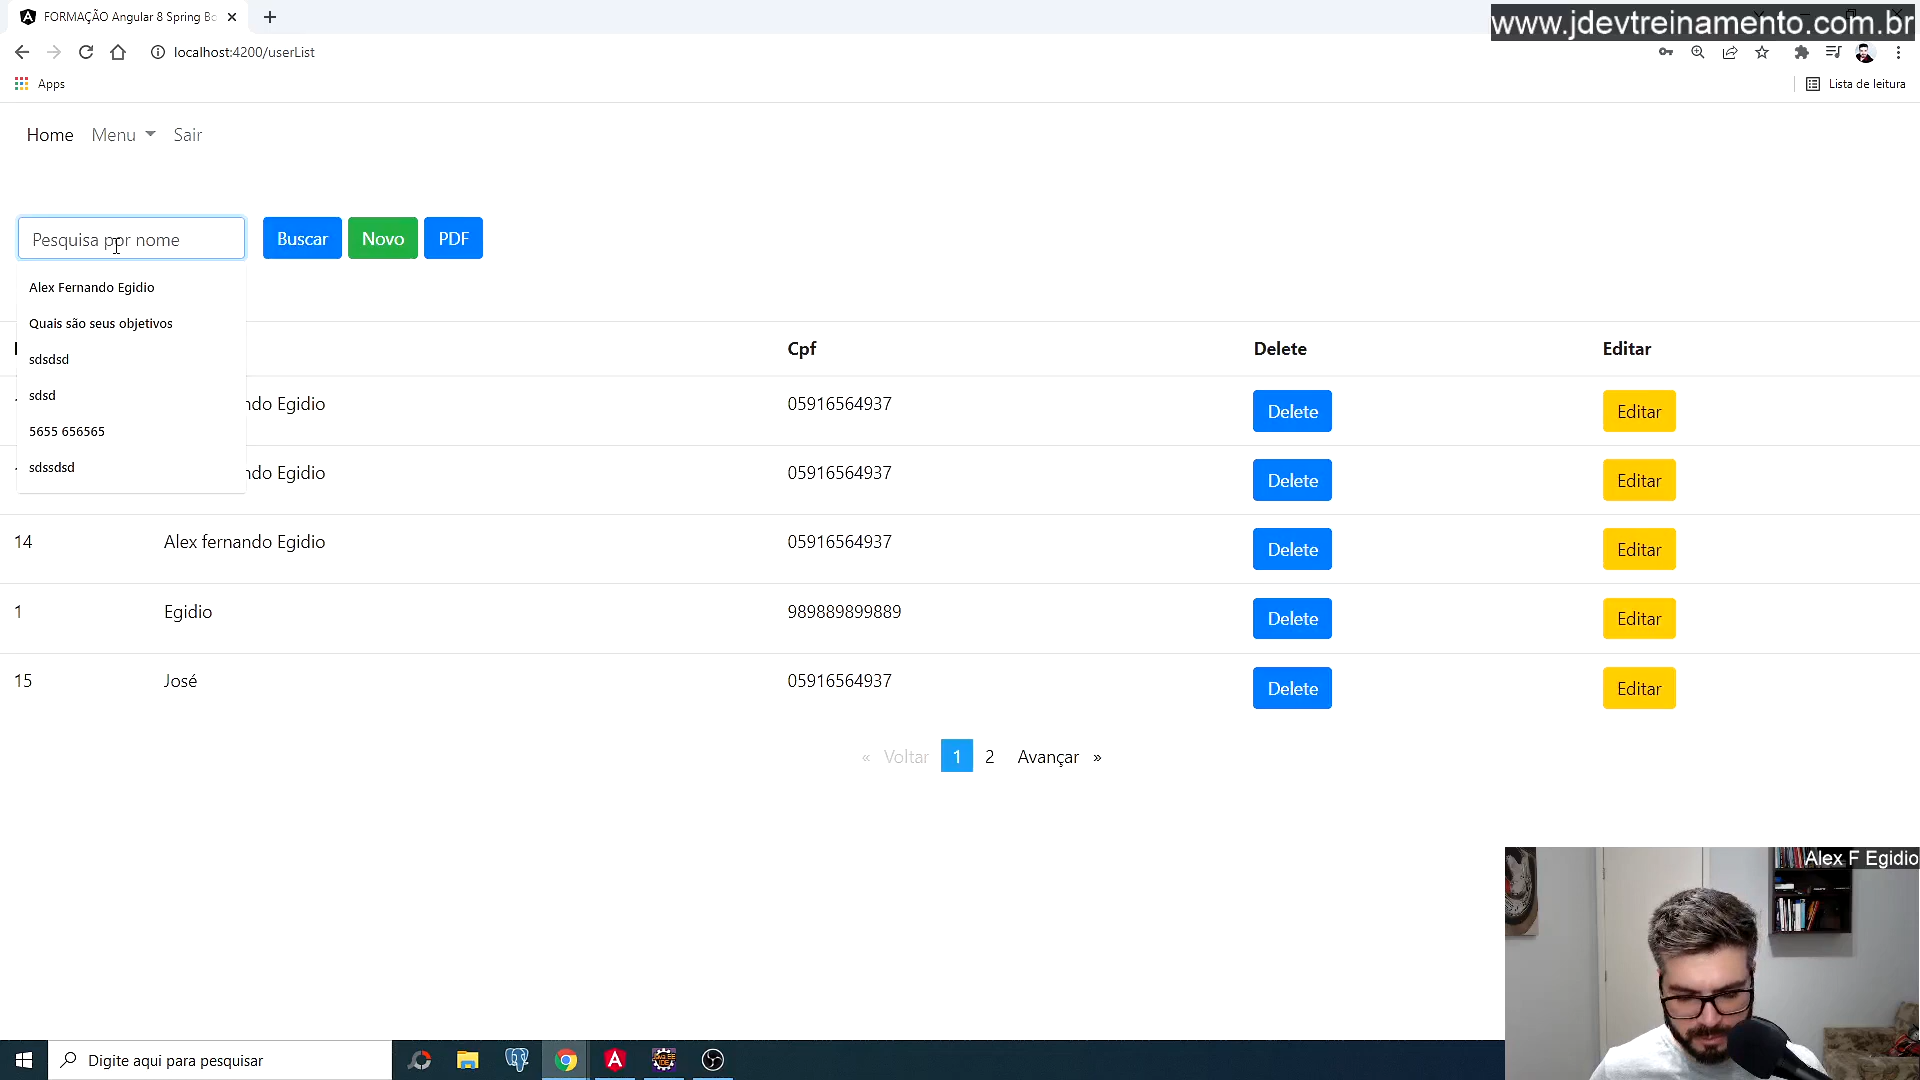 FORMAÇÃO Angular 8 Spring Bo
www.jdevtreinamento.com.br
localhost:4200/userList
Apps
Lista de leitura
Home Menu Sair
Pesquisa por nome
Buscar Novo PDF
Alex Fernando Egidio
Quais são seus objetivos
sdsdsd
sdsd
5655 656565
sdssdsd
Cpf Delete Editar
ndo Egidio 05916564937 Delete Editar
ndo Egidio 05916564937 Delete Editar
14 Alex fernando Egidio 05916564937 Delete Editar
1 Egidio 989889899889 Delete Editar
15 José 05916564937 Delete Editar
« Voltar 1 2 Avançar »
Alex F Egidio
Digite aqui para pesquisar